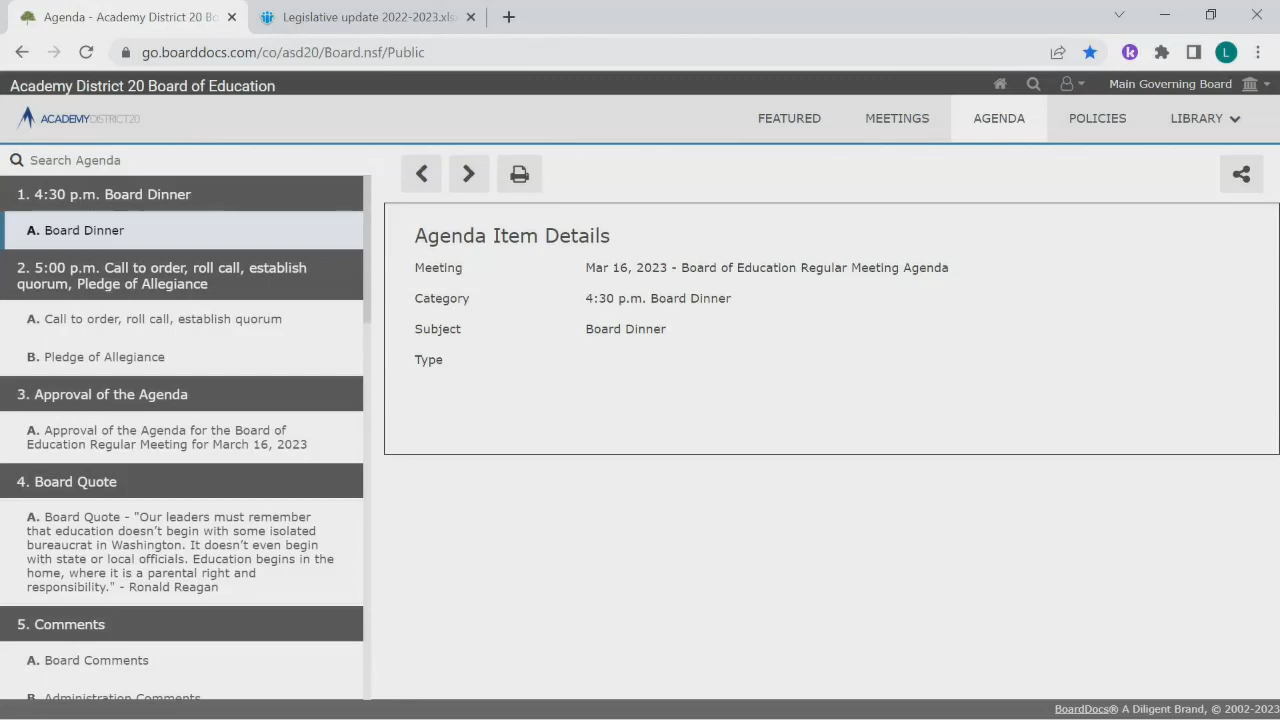 Agenda - Academy District 20 Bo
Legislative update 2022-2023.xls
go.boarddocs.com/co/asd20/Board.nsf/Public
k
L
Academy District 20 Board of Education
Main Governing Board
ACADEMYDISTRICT20
FEATURED
MEETINGS
AGENDA
POLICIES
LIBRARY
Search Agenda
1. 4:30 p.m. Board Dinner
A. Board Dinner
2. 5:00 p.m. Call to order, roll call, establish
quorum, Pledge of Allegiance
A. Call to order, roll call, establish quorum
B. Pledge of Allegiance
3. Approval of the Agenda
A. Approval of the Agenda for the Board of
Education Regular Meeting for March 16, 2023
4. Board Quote
A. Board Quote - "Our leaders must remember
that education doesn't begin with some isolated
bureaucrat in Washington. It doesn't even begin
with state or local officials. Education begins in the
home, where it is a parental right and
responsibility." - Ronald Reagan
5. Comments
A. Board Comments
B. Administration Comments
Agenda Item Details
Meeting
Mar 16, 2023 - Board of Education Regular Meeting Agenda
Category
4:30 p.m. Board Dinner
Subject
Board Dinner
Type
BoardDocs® A Diligent Brand, © 2002-2023